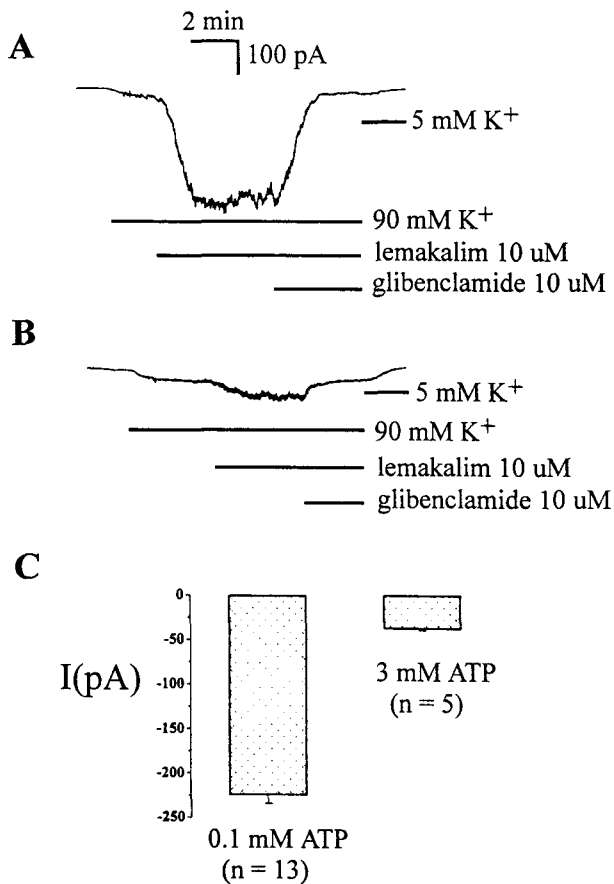 A
2 min
100 pA
5 mM K+
90 mM K+
lemakalim 10 uM
glibenclamide 10 uM
B
5 mM K+
90 mM K+
lemakalim 10 uM
glibenclamide 10 uM
C
I(pA)
0
-50
-100
-150
-200
-250
3 mM ATP
(n = 5)
0.1 mM ATP
(n = 13)